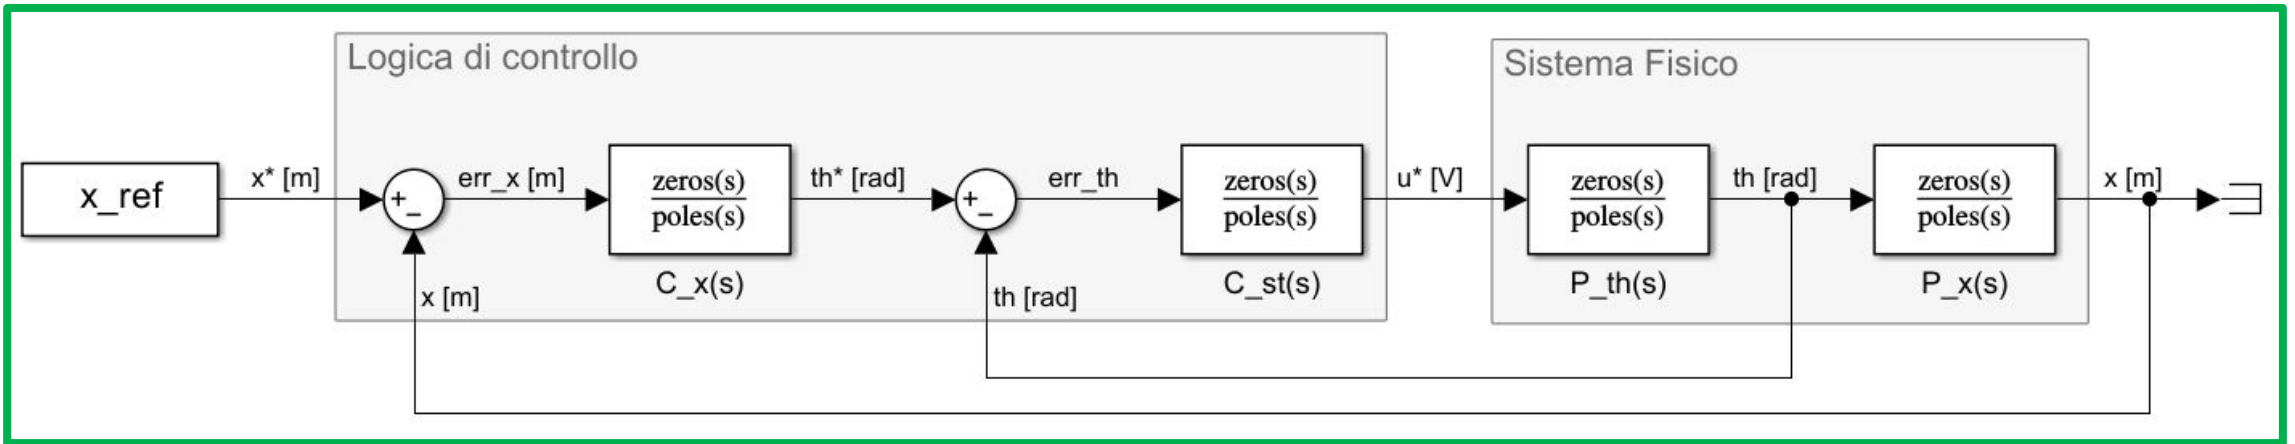 Logica di controllo
Sistema Fisico
x_ref
x* [m]
+
−
err_x [m]
zeros(s)
poles(s)
C_x(s)
th* [rad]
+
−
err_th
zeros(s)
poles(s)
C_st(s)
u* [V]
zeros(s)
poles(s)
P_th(s)
th [rad]
zeros(s)
poles(s)
P_x(s)
x [m]
x [m]
th [rad]